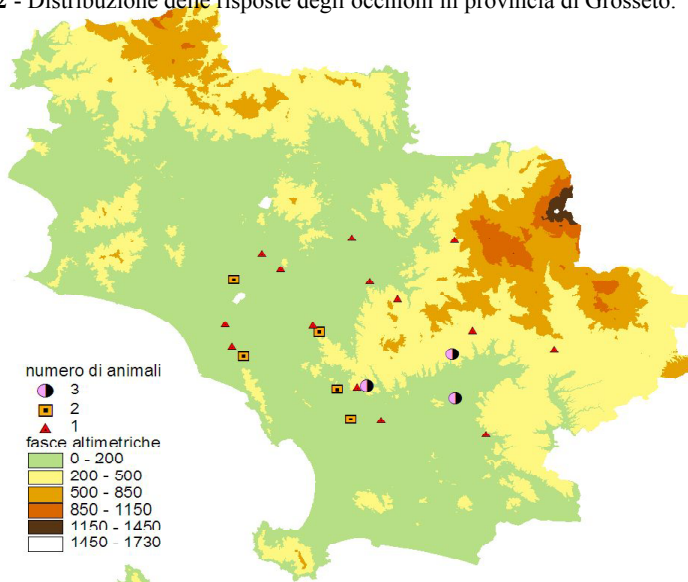 2 - Distribuzione delle risposte degli occhioni in provincia di Grosseto.
numero di animali
3
2
1
fasce altimetriche
0 - 200
200 - 500
500 - 850
850 - 1150
1150 - 1450
1450 - 1730